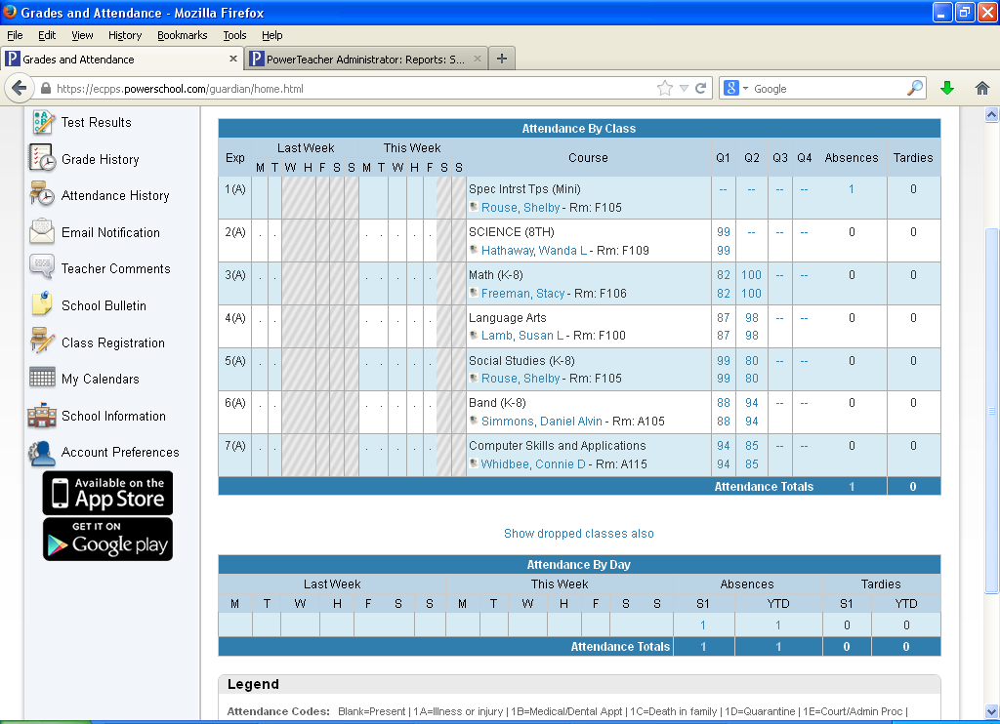 Grades and Attendance - Mozilla Firefox
File Edit View History Bookmarks Tools Help
Grades and Attendance × PowerTeacher Administrator: Reports: S... × +
https://ecpps.powerschool.com/guardian/home.html Google
Test Results
Grade History
Attendance History
Email Notification
Teacher Comments
School Bulletin
Class Registration
My Calendars
School Information
Account Preferences
Available on the
App Store
GET IT ON
Google play
Attendance By Class
Exp Last Week This Week Course Q1 Q2 Q3 Q4 Absences Tardies
M T W H F S S M T W H F S S
1(A) Spec Intrst Tps (Mini) -- -- -- -- 1 0
Rouse, Shelby - Rm: F105
2(A) . . . . . . . SCIENCE (8TH) 99 -- -- -- 0 0
Hathaway, Wanda L - Rm: F109 99
3(A) . . . . . . . Math (K-8) 82 100 -- -- 0 0
Freeman, Stacy - Rm: F106 82 100
4(A) . . . . . . . Language Arts 87 98 -- -- 0 0
Lamb, Susan L - Rm: F100 87 98
5(A) . . . . . . . Social Studies (K-8) 99 80 -- -- 0 0
Rouse, Shelby - Rm: F105 99 80
6(A) . . . . . . . Band (K-8) 88 94 -- -- 0 0
Simmons, Daniel Alvin - Rm: A105 88 94
7(A) . . . . . . . Computer Skills and Applications 94 85 -- -- 0 0
Whidbee, Connie D - Rm: A115 94 85
Attendance Totals 1 0
Show dropped classes also
Attendance By Day
Last Week This Week Absences Tardies
M T W H F S S M T W H F S S S1 YTD S1 YTD
1 1 0 0
Attendance Totals 1 1 0 0
Legend
Attendance Codes: Blank=Present | 1A=Illness or injury | 1B=Medical/Dental Appt | 1C=Death in family | 1D=Quarantine | 1E=Court/Admin Proc |